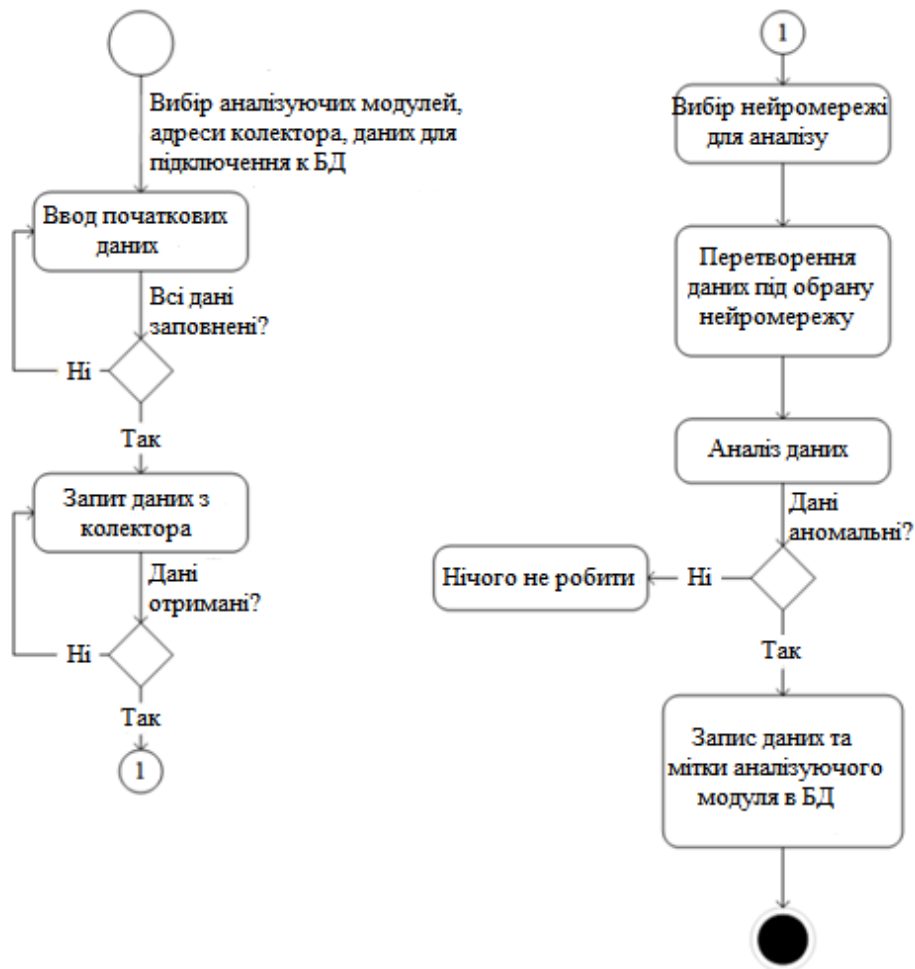 Вибір аналізуючих модулей,
адреси колектора, даних для
підключення к БД
Ввод початкових
даних
Всі дані
заповнені?
Ні
Так
Запит даних з
колектора
Дані
отримані?
Ні
Так
1
1
Вибір нейромережі
для аналізу
Перетворення
даних під обрану
нейромережу
Аналіз даних
Дані
аномальні?
Нічого не робити
Ні
Так
Запис даних та
мітки аналізуючого
модуля в БД